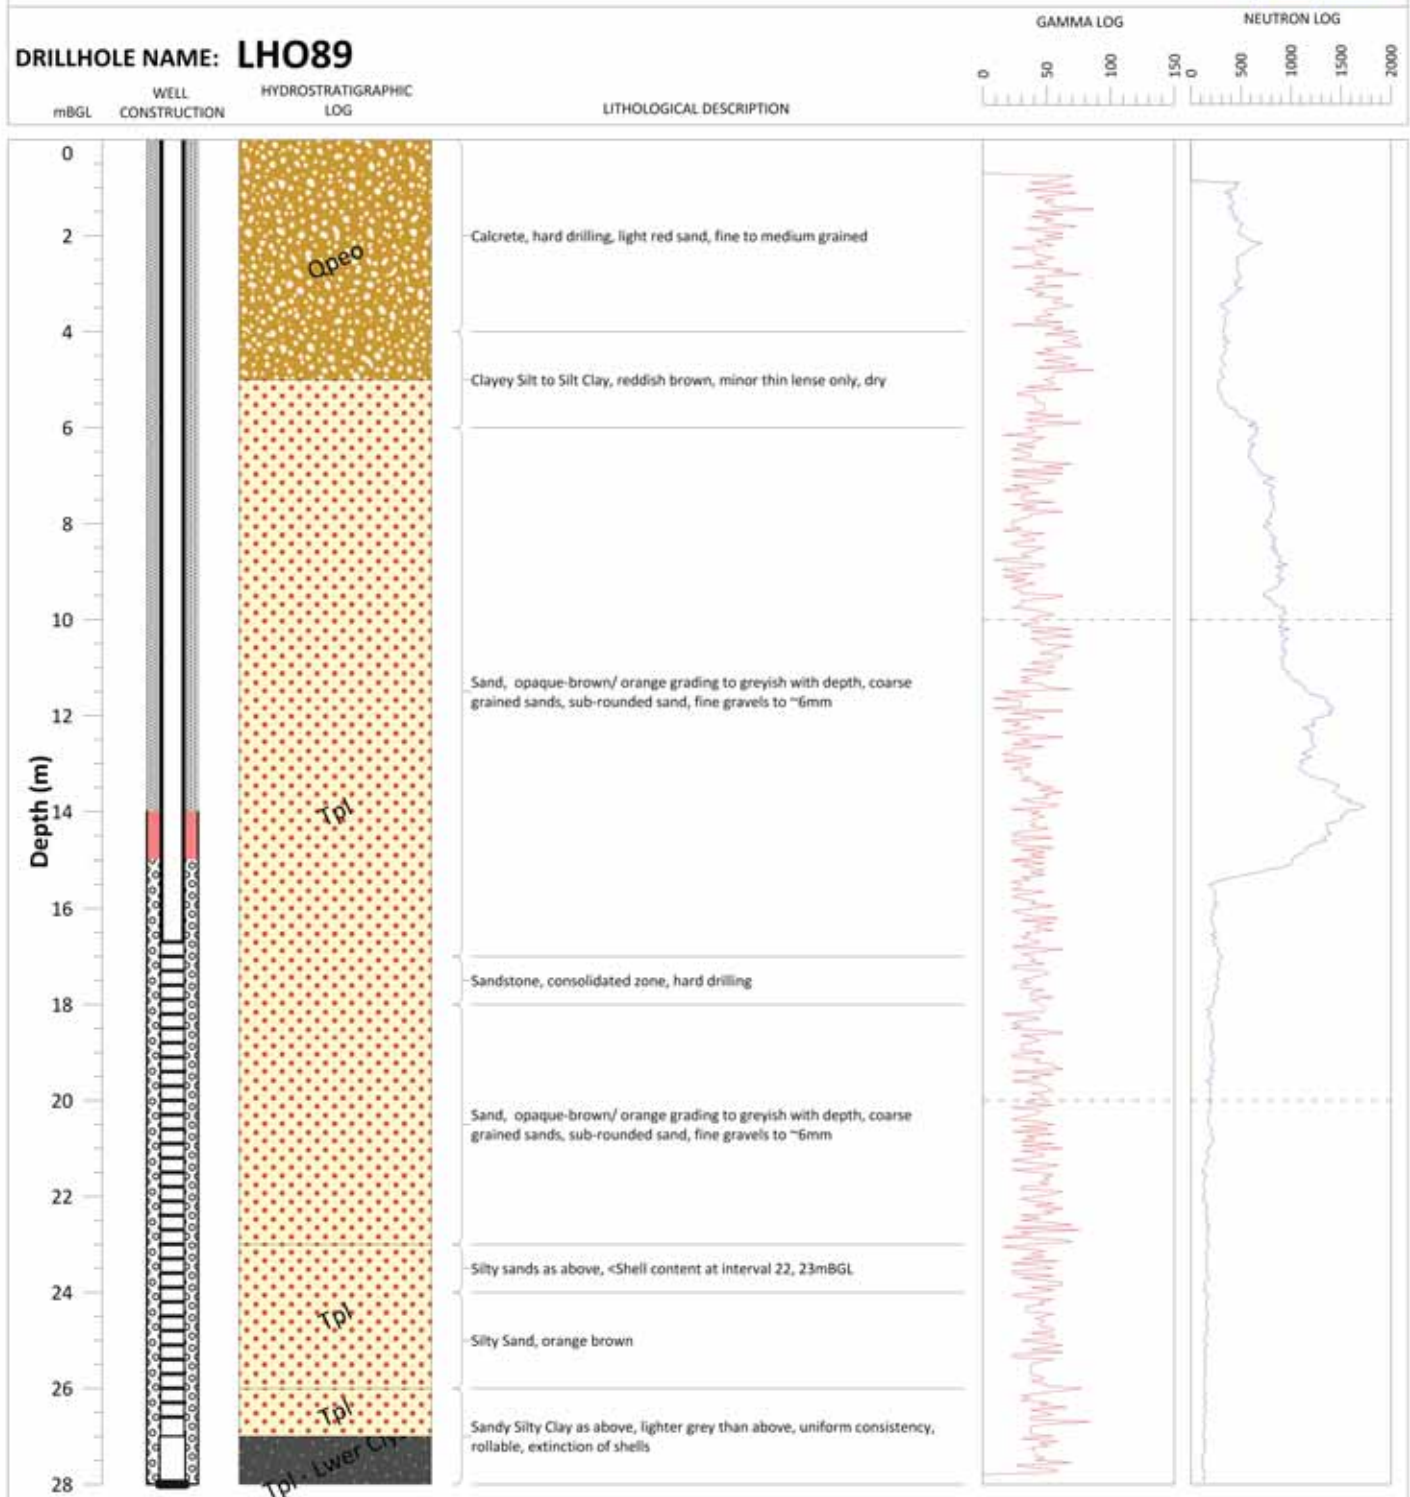 GAMMA LOG
NEUTRON LOG
DRILLHOLE NAME: LHO89
0
50
100
150
0
500
1000
1500
2000
mBGL
WELL
CONSTRUCTION
HYDROSTRATIGRAPHIC
LOG
LITHOLOGICAL DESCRIPTION
0
2
Calcrete, hard drilling, light red sand, fine to medium grained
Qpeo
4
Clayey Silt to Silt Clay, reddish brown, minor thin lense only, dry
6
8
10
Sand, opaque-brown/ orange grading to greyish with depth, coarse
grained sands, sub-rounded sand, fine gravels to ~6mm
12
Depth (m)
14
Tpl
16
Sandstone, consolidated zone, hard drilling
18
20
Sand, opaque-brown/ orange grading to greyish with depth, coarse
grained sands, sub-rounded sand, fine gravels to ~6mm
22
Silty sands as above, <Shell content at interval 22, 23mBGL
24
Tpl
Silty Sand, orange brown
26
Tpl
Sandy Silty Clay as above, lighter grey than above, uniform consistency,
rollable, extinction of shells
Tpl - Lwer
28